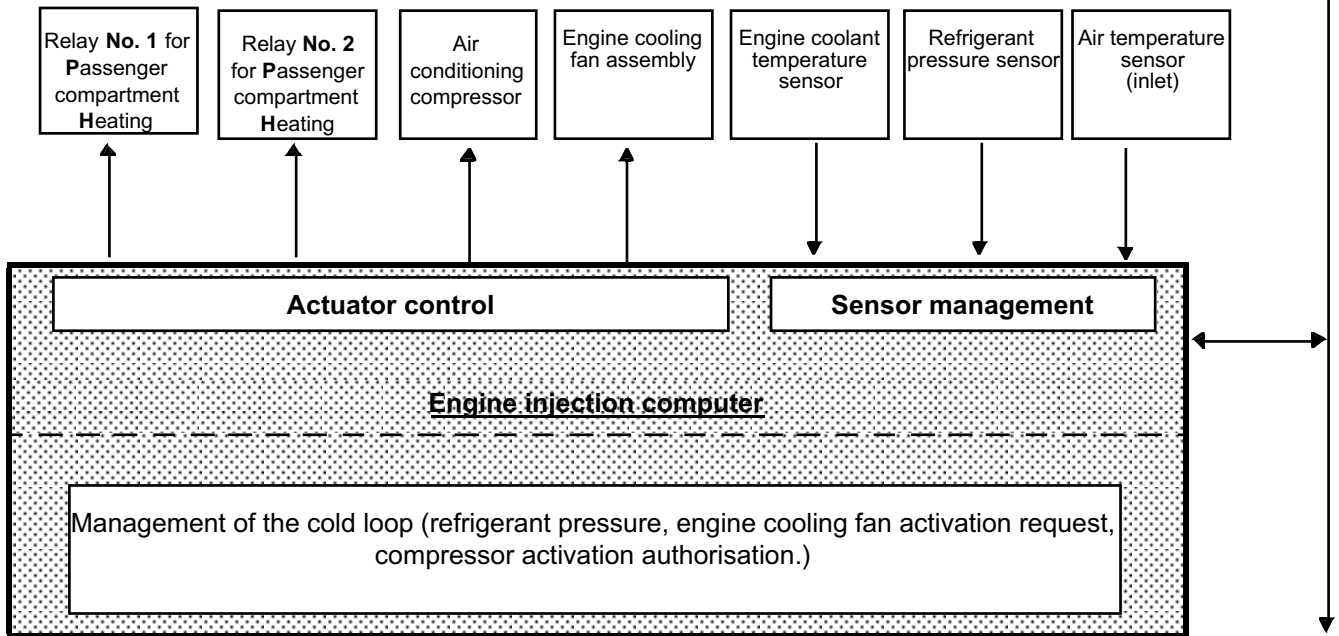 Relay No. 1 for
Passenger
compartment
Heating
Relay No. 2
for Passenger
compartment
Heating
Air
conditioning
compressor
Engine cooling
fan assembly
Engine coolant
temperature
sensor
Refrigerant
pressure sensor
Air temperature
sensor
(inlet)
Actuator control
Sensor management
Engine injection computer
Management of the cold loop (refrigerant pressure, engine cooling fan activation request,
compressor activation authorisation.)